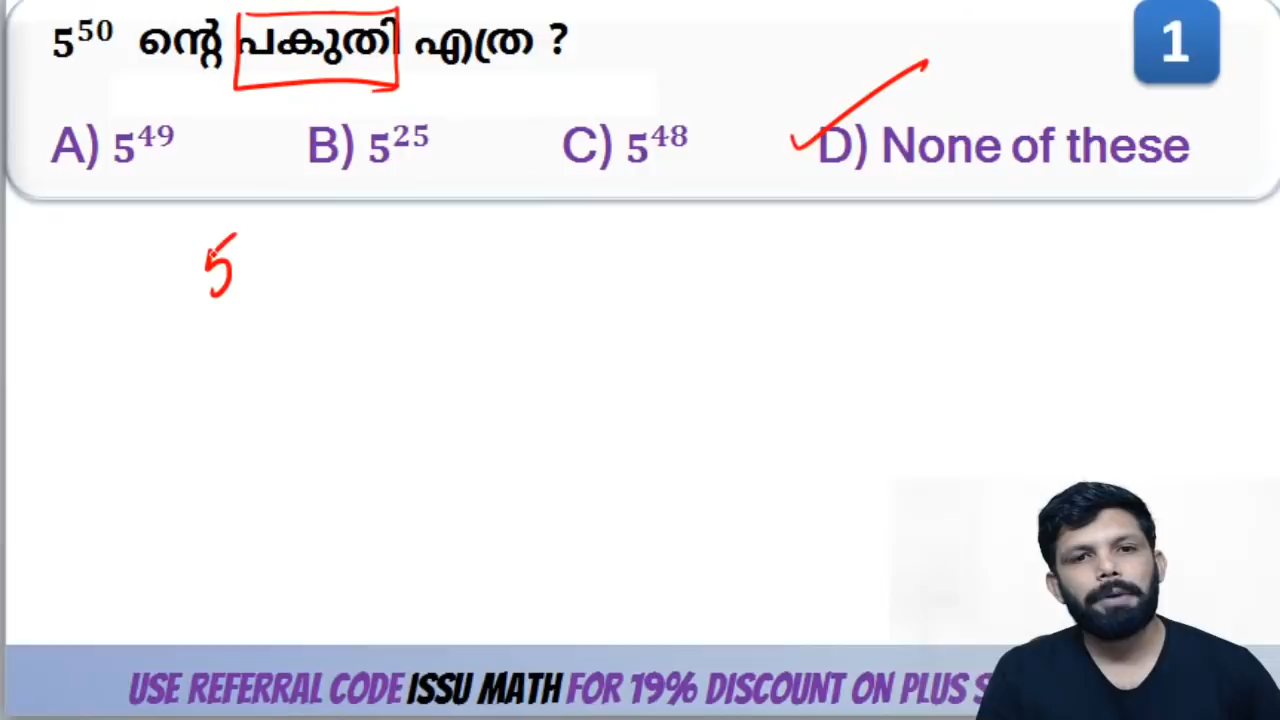 5⁵⁰ ന്റെ പകുതി എത്ര ?
1
A) 5⁴⁹ B) 5²⁵ C) 5⁴⁸ D) None of these
5
USE REFERRAL CODE ISSU MATH FOR 19% DISCOUNT ON PLUS